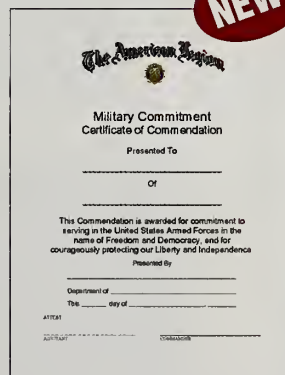 NEW
The American Legion
Military Commitment
Certificate of Commendation
Presented To
Of
This Commendation is awarded for commitment to
serving in the United States Armed Forces in the
name of Freedom and Democracy, and for
courageously protecting our Liberty and Independence
Presented By
Department of
This day of
ATTEST
ADJUTANT COMMANDER